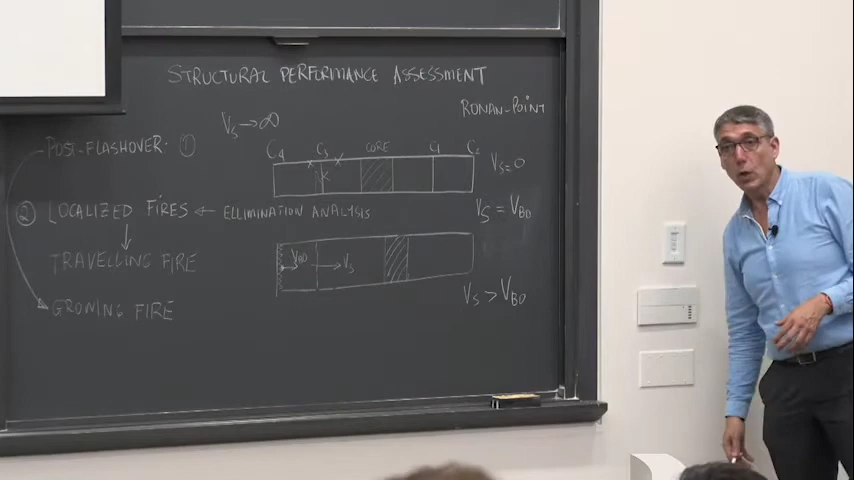 STRUCTURAL PERFORMANCE ASSESSMENT
RONAN-POINT
Vs → ∞
POST-FLASHOVER ①
C4 C3 CORE C1 C2
Vs = 0
② LOCALIZED FIRES ← ELLIMINATION ANALYSIS
Vs = VBO
TRAVELLING FIRE
VBO → Vs
Vs > VBO
GROWING FIRE